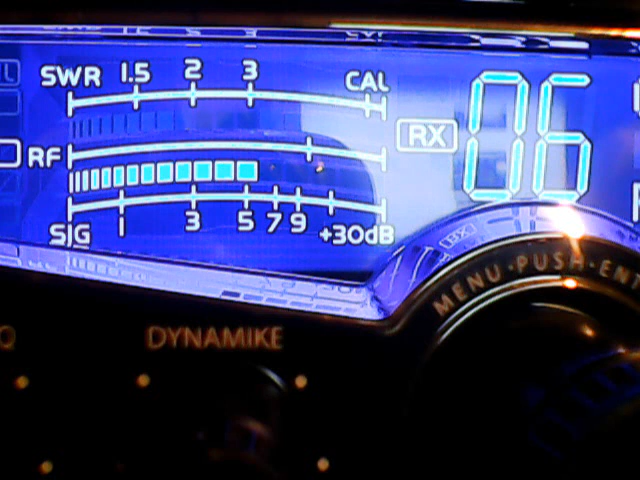 SWR 1.5 2 3 CAL
RX 06
RF
SIG 1 3 5 7 9 +30dB
MENU·PUSH·ENT
DYNAMIKE